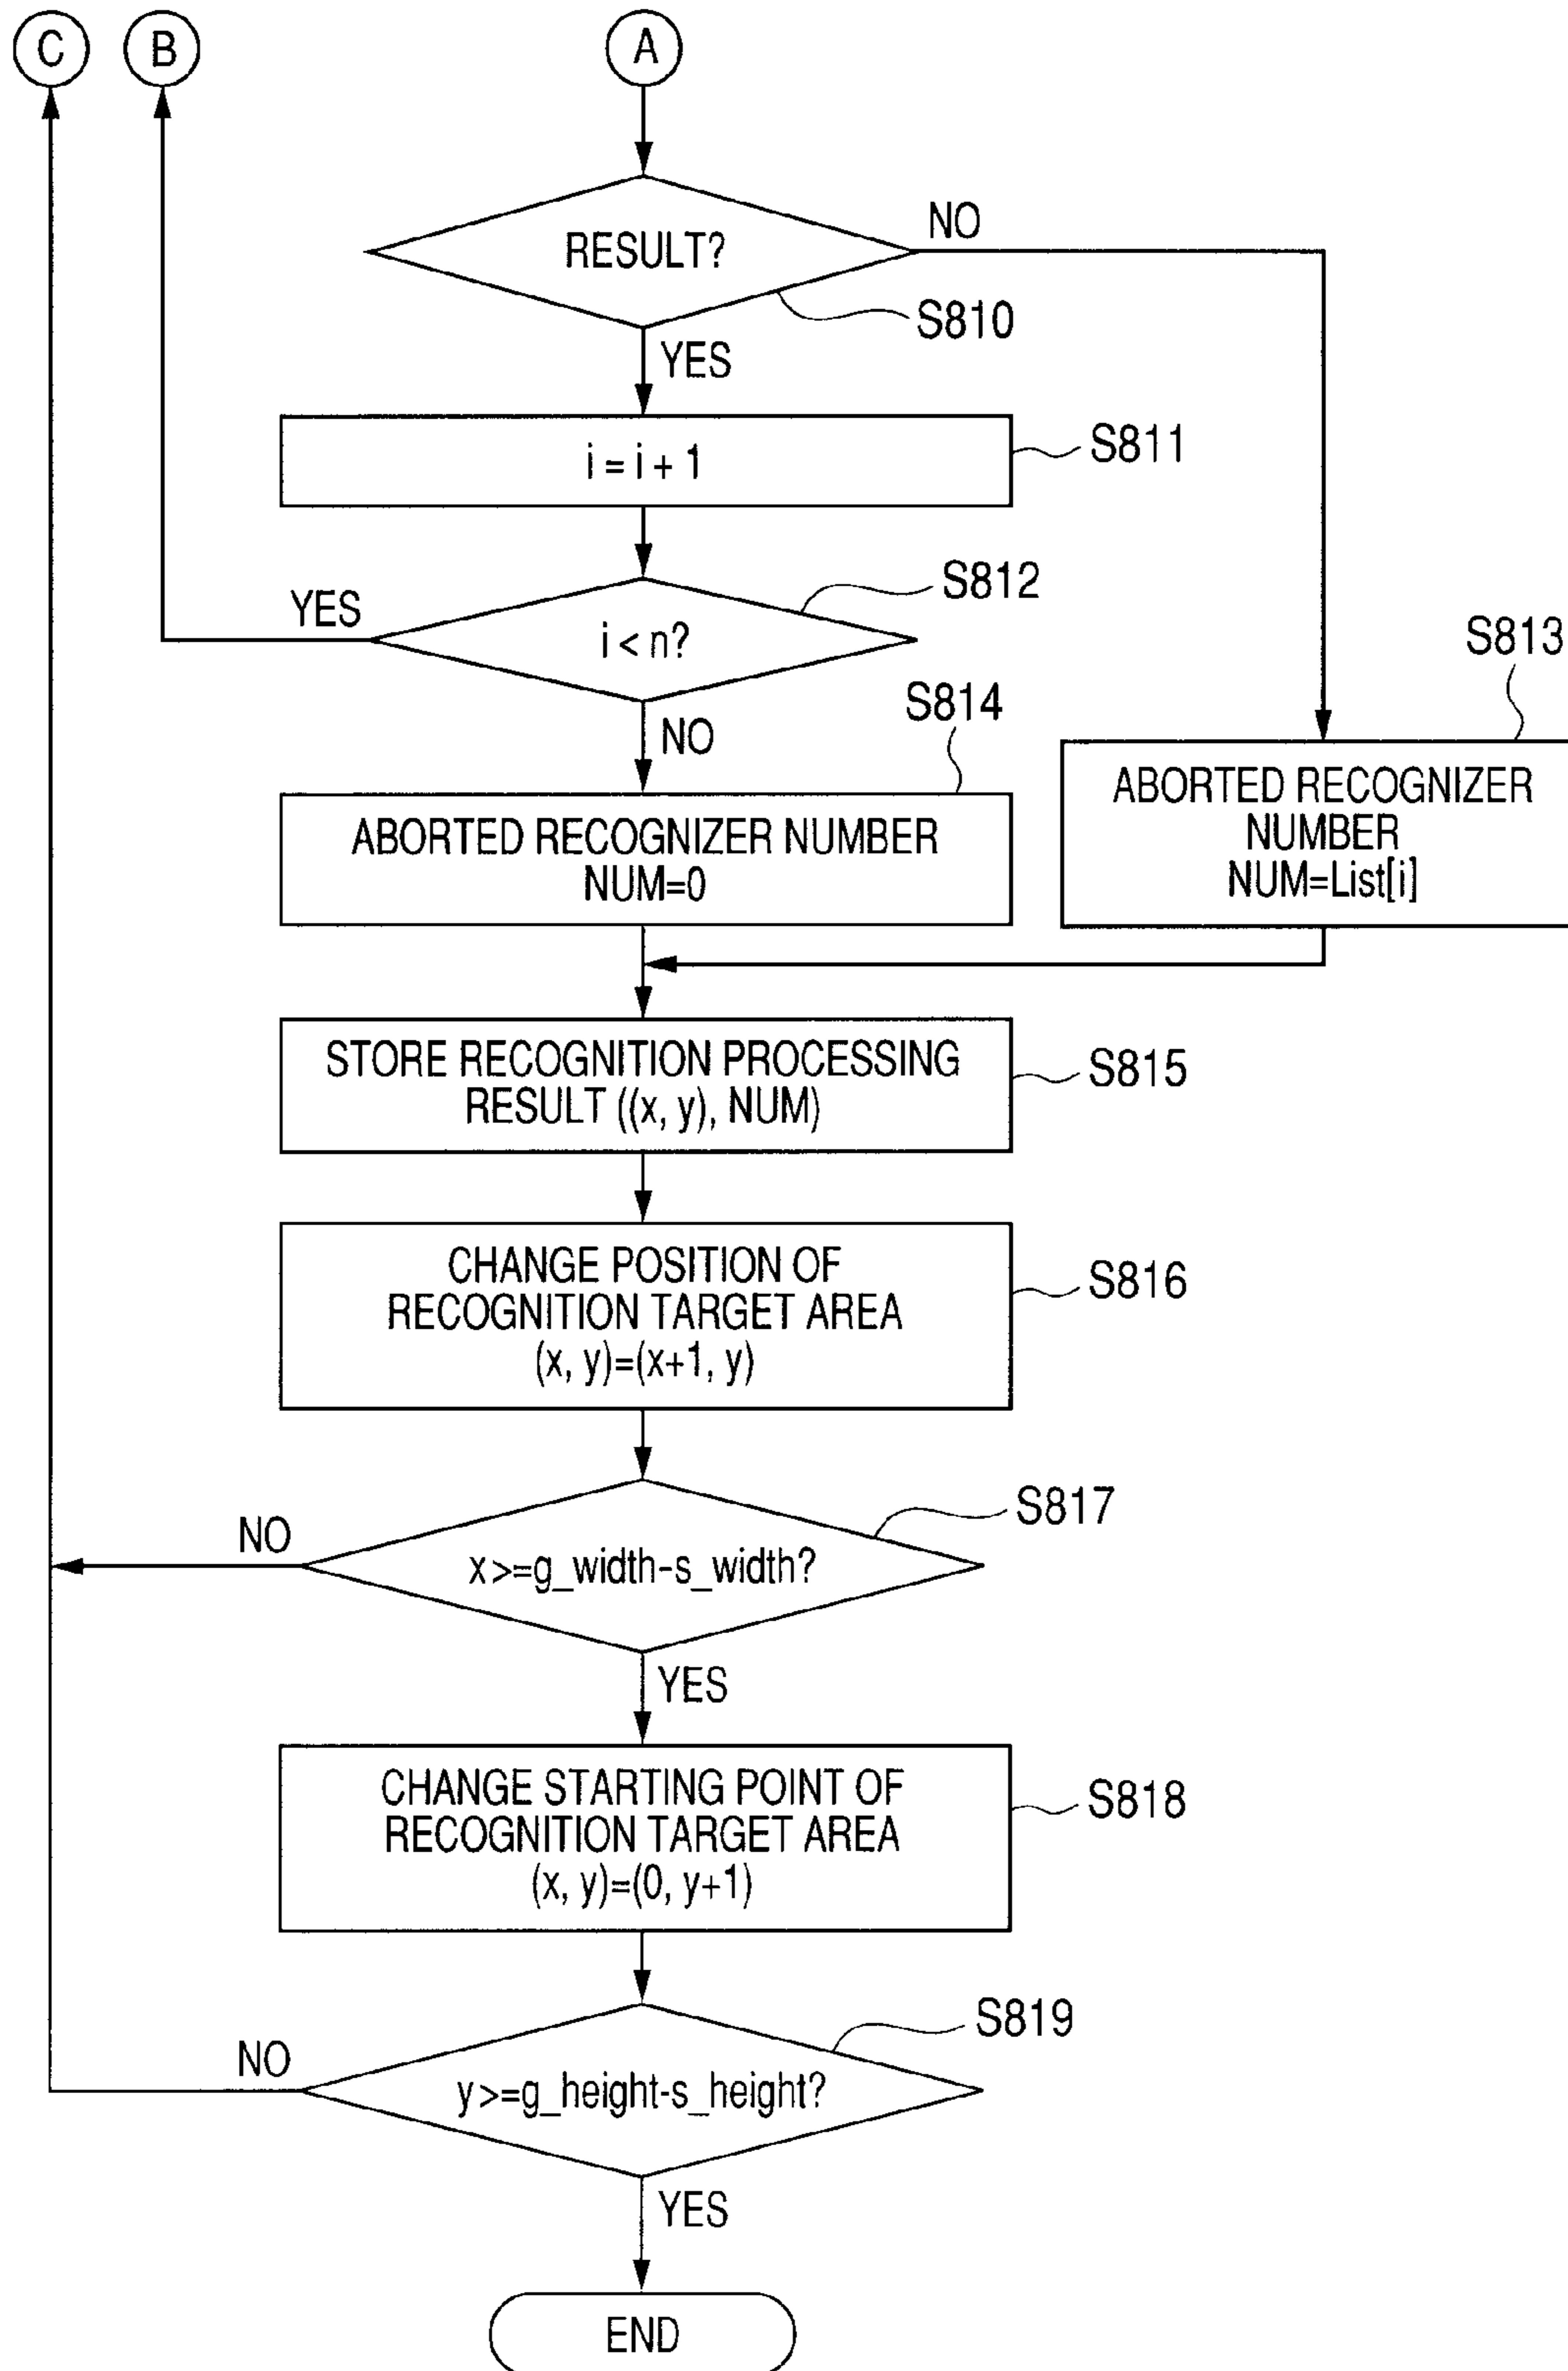 C
B
A
RESULT?
NO
S810
YES
i = i + 1
S811
S812
YES
i < n?
S813
S814
NO
ABORTED RECOGNIZER NUMBER
NUM=0
ABORTED RECOGNIZER
NUMBER
NUM=List[i]
STORE RECOGNITION PROCESSING
RESULT ((x, y), NUM)
S815
CHANGE POSITION OF
RECOGNITION TARGET AREA
(x, y)=(x+1, y)
S816
S817
NO
x >=g_width-s_width?
YES
CHANGE STARTING POINT OF
RECOGNITION TARGET AREA
(x, y)=(0, y+1)
S818
S819
NO
y >=g_height-s_height?
YES
END